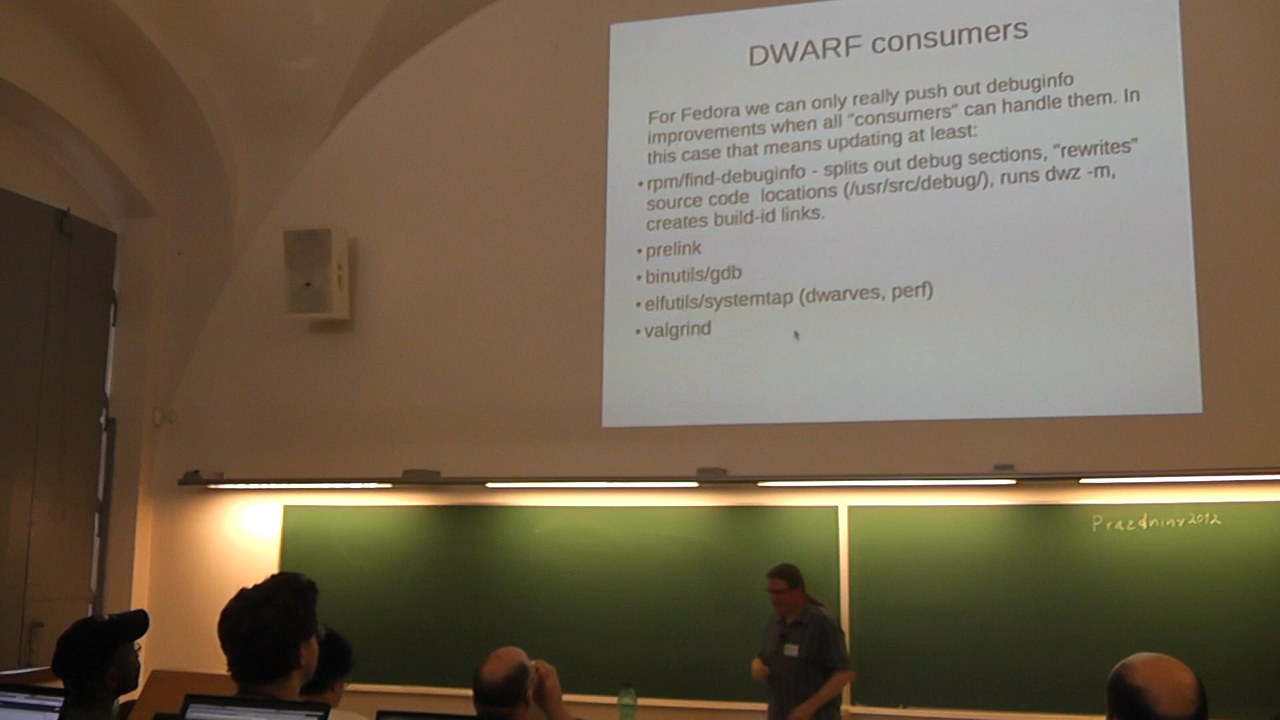 DWARF consumers
For Fedora we can only really push out debuginfo
improvements when all "consumers" can handle them. In
this case that means updating at least:
• rpm/find-debuginfo - splits out debug sections, "rewrites"
source code locations (/usr/src/debug/), runs dwz -m,
creates build-id links.
• prelink
• binutils/gdb
• elfutils/systemtap (dwarves, perf)
• valgrind
Prazdniny 2012